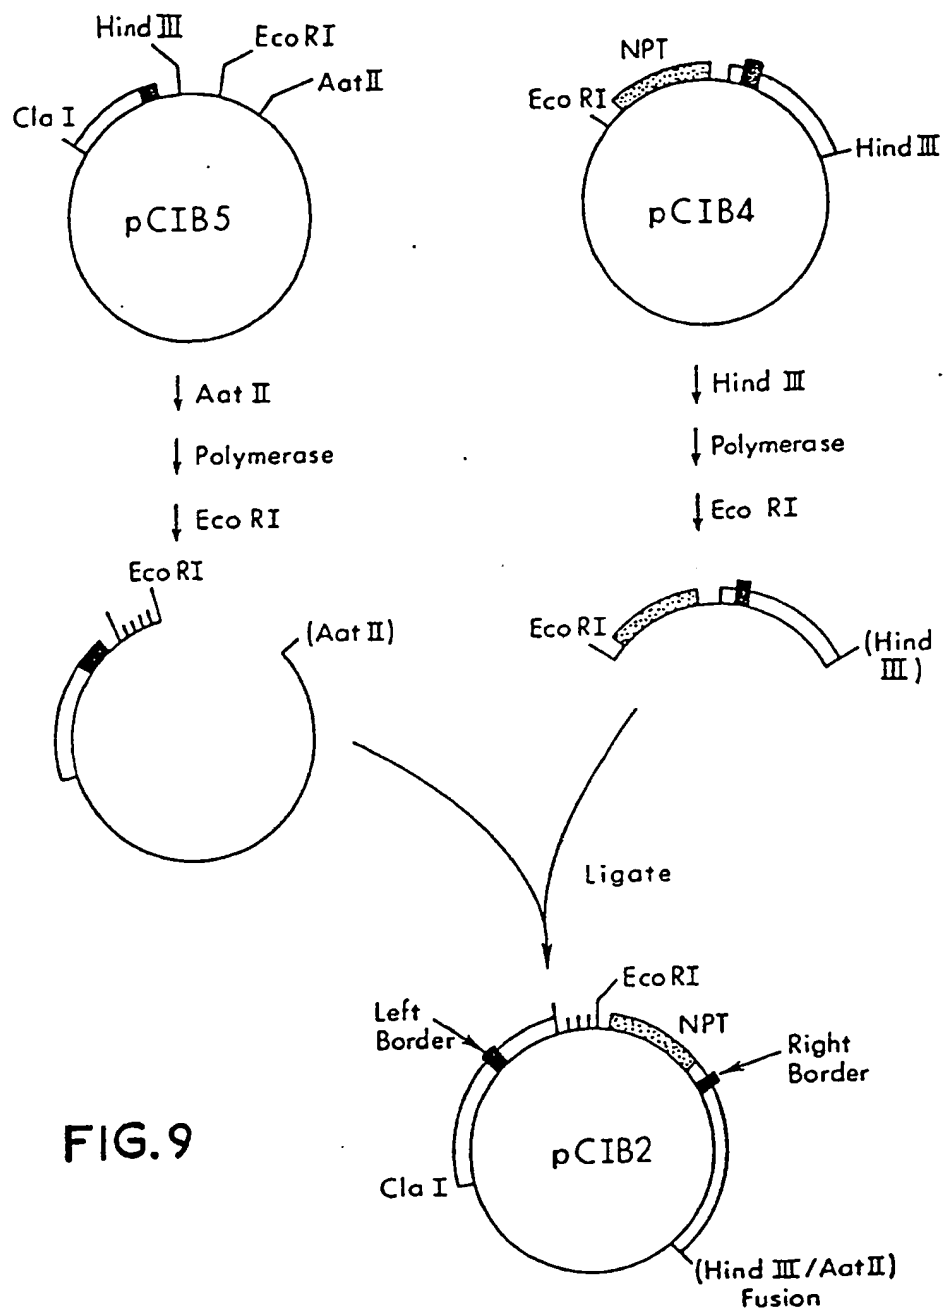 Hind III
Eco RI
Aat II
Cla I
pCIB5
NPT
Eco RI
Hind III
pCIB4
Aat II
Polymerase
Eco RI
Hind III
Polymerase
Eco RI
Eco RI
(Aat II)
Eco RI
(Hind
III)
Ligate
Eco RI
Left
Border
NPT
Right
Border
pCIB2
Cla I
(Hind III/Aat II)
Fusion
FIG. 9